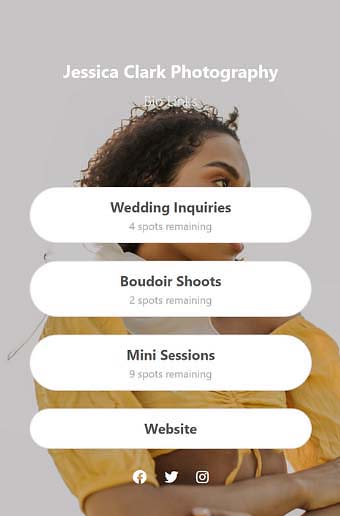 Jessica Clark Photography
Bio Links
Wedding Inquiries
4 spots remaining
Boudoir Shoots
2 spots remaining
Mini Sessions
9 spots remaining
Website